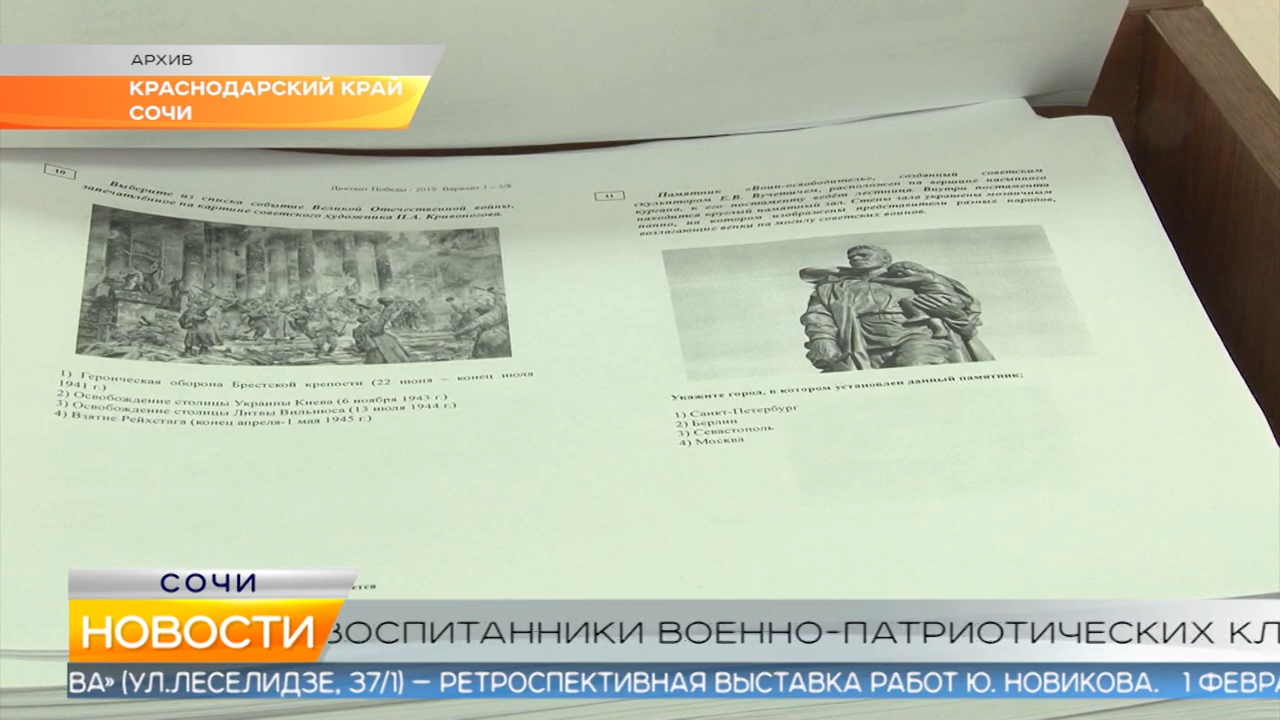 АРХИВ
КРАСНОДАРСКИЙ КРАЙ
СОЧИ
10
Диктант Победы - 2019 Вариант 1 – 3/8
Выберите из списка событие Великой Отечественной войны,
запечатлённое на картине советского художника П.А. Кривоногова.
1) Героическая оборона Брестской крепости (22 июня – конец июля
1941 г.)
2) Освобождение столицы Украины Киева (6 ноября 1943 г.)
3) Освобождение столицы Литвы Вильнюса (13 июля 1944 г.)
4) Взятие Рейхстага (конец апреля-1 мая 1945 г.)
11
Памятник «Воин-освободитель», созданный советским
скульптором Е.В. Вучетичем, расположен на вершине насыпного
кургана, к его постаменту ведёт лестница. Внутри постамента
находится круглый памятный зал. Стены зала украшены мозаичным
панно, на котором изображены представители разных народов,
возлагающие венки на могилу советских воинов.
Укажите город, в котором установлен данный памятник:
1) Санкт-Петербург
2) Берлин
3) Севастополь
4) Москва
СОЧИ
НОВОСТИ
ВОСПИТАННИКИ ВОЕННО-ПАТРИОТИЧЕСКИХ КЛ
ВА» (УЛ.ЛЕСЕЛИДЗЕ, 37/1) – РЕТРОСПЕКТИВНАЯ ВЫСТАВКА РАБОТ Ю. НОВИКОВА. 1 ФЕВРА